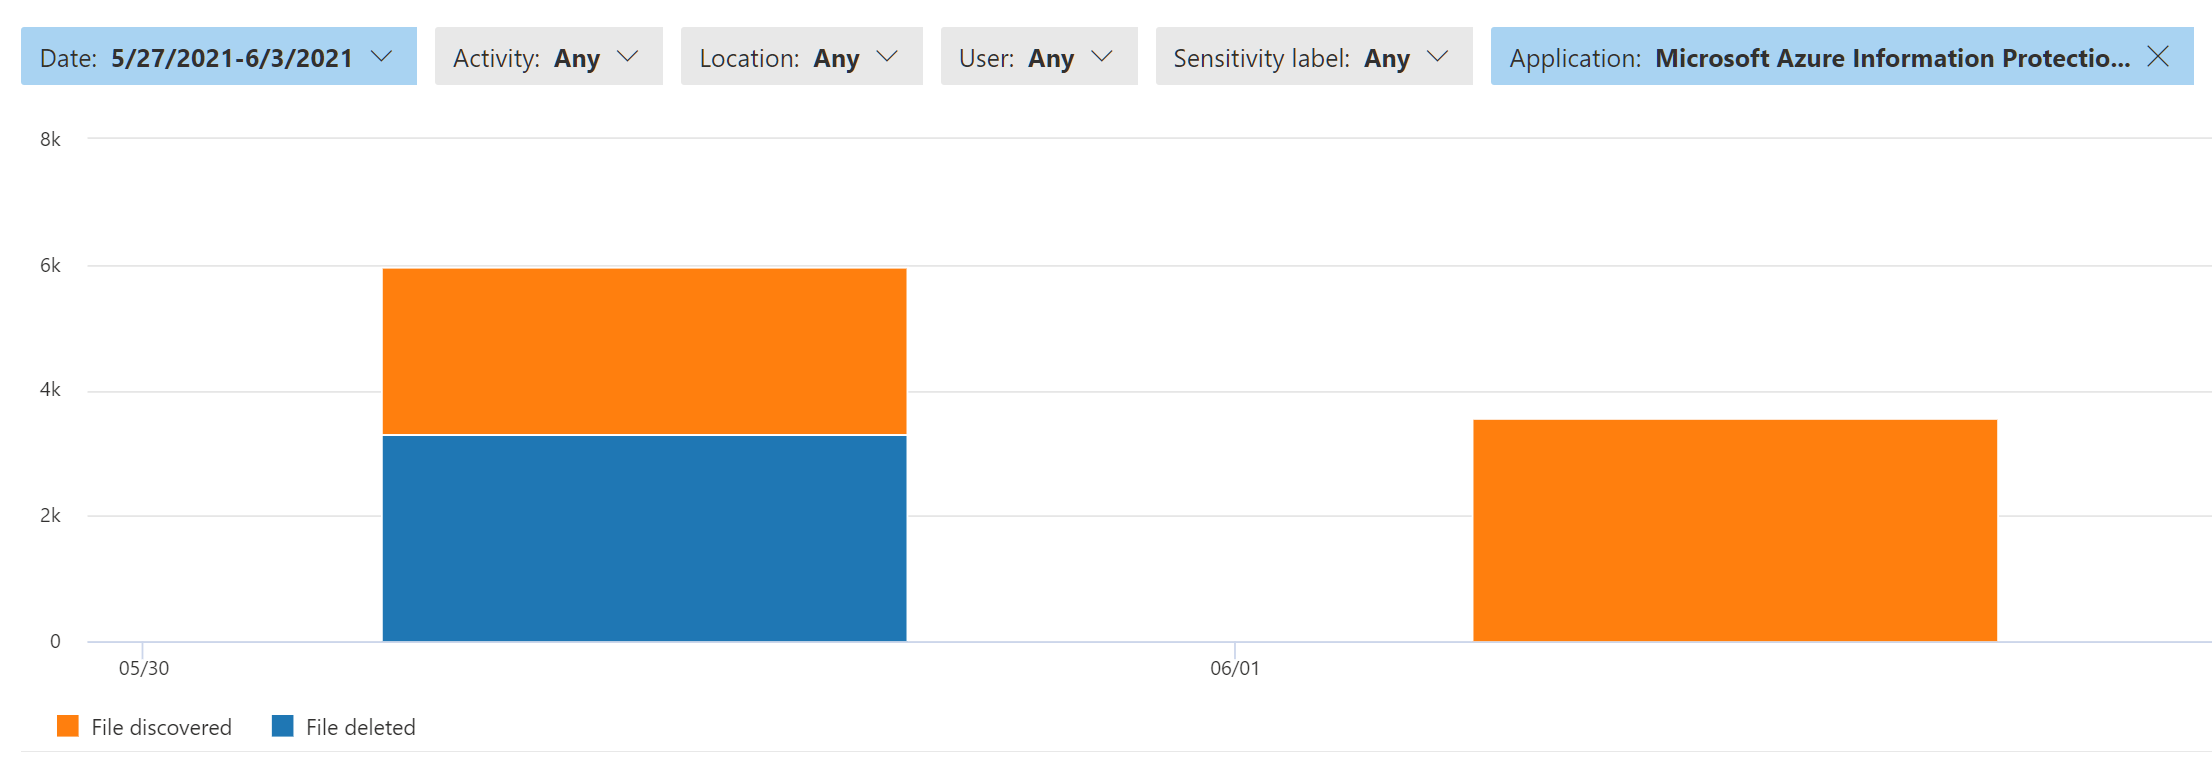 Date: 5/27/2021-6/3/2021 Activity: Any Location: Any User: Any Sensitivity label: Any Application: Microsoft Azure Information Protectio...
8k
6k
4k
2k
0
05/30 06/01
File discovered File deleted